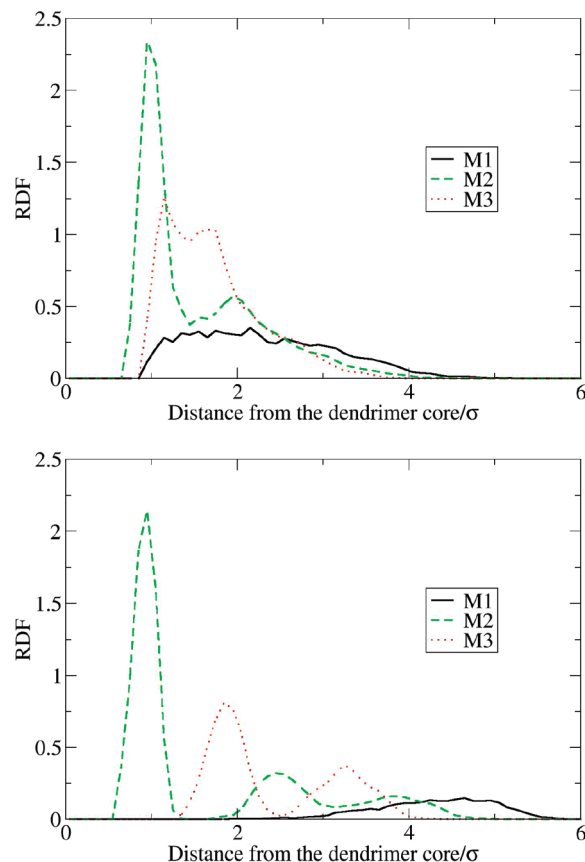 2.5
2
1.5
RDF
1
0.5
0
M1
M2
M3
0 2 4 6
Distance from the dendrimer core/σ
2.5
2
1.5
RDF
1
0.5
0
M1
M2
M3
0 2 4 6
Distance from the dendrimer core/σ